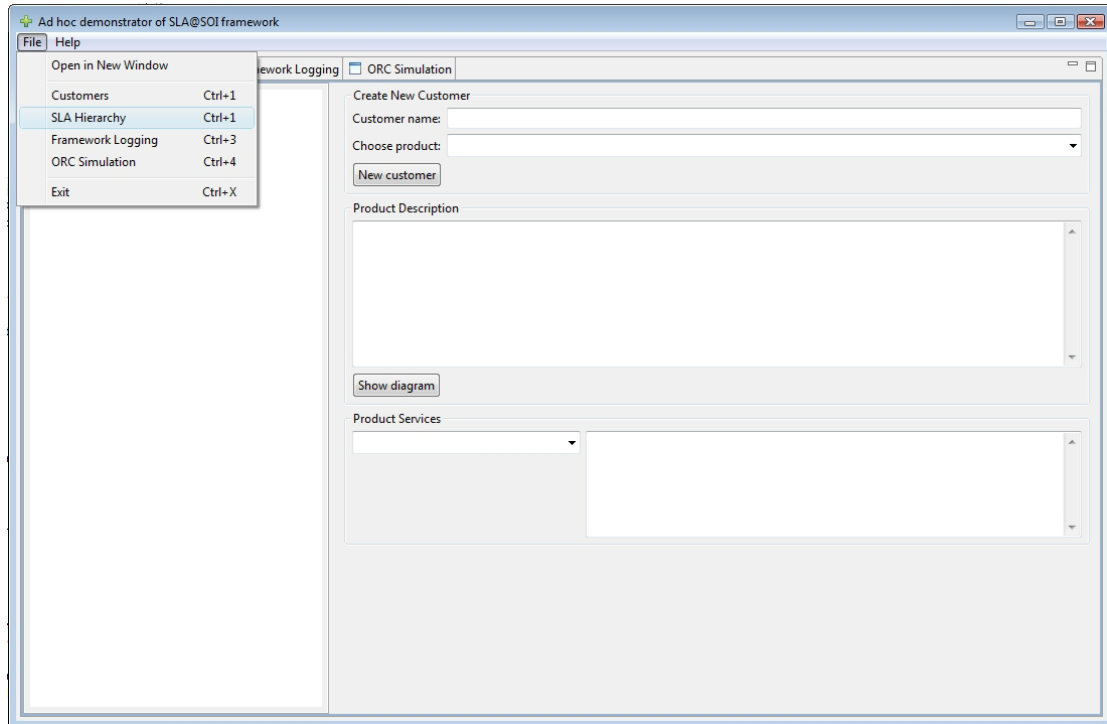 Ad hoc demonstrator of SLA@SOI framework
File Help
Open in New Window
Customers Ctrl+1
SLA Hierarchy Ctrl+1
Framework Logging Ctrl+3
ORC Simulation Ctrl+4
Exit Ctrl+X
Logging ORC Simulation
Create New Customer
Customer name:
Choose product:
New customer
Product Description
Show diagram
Product Services